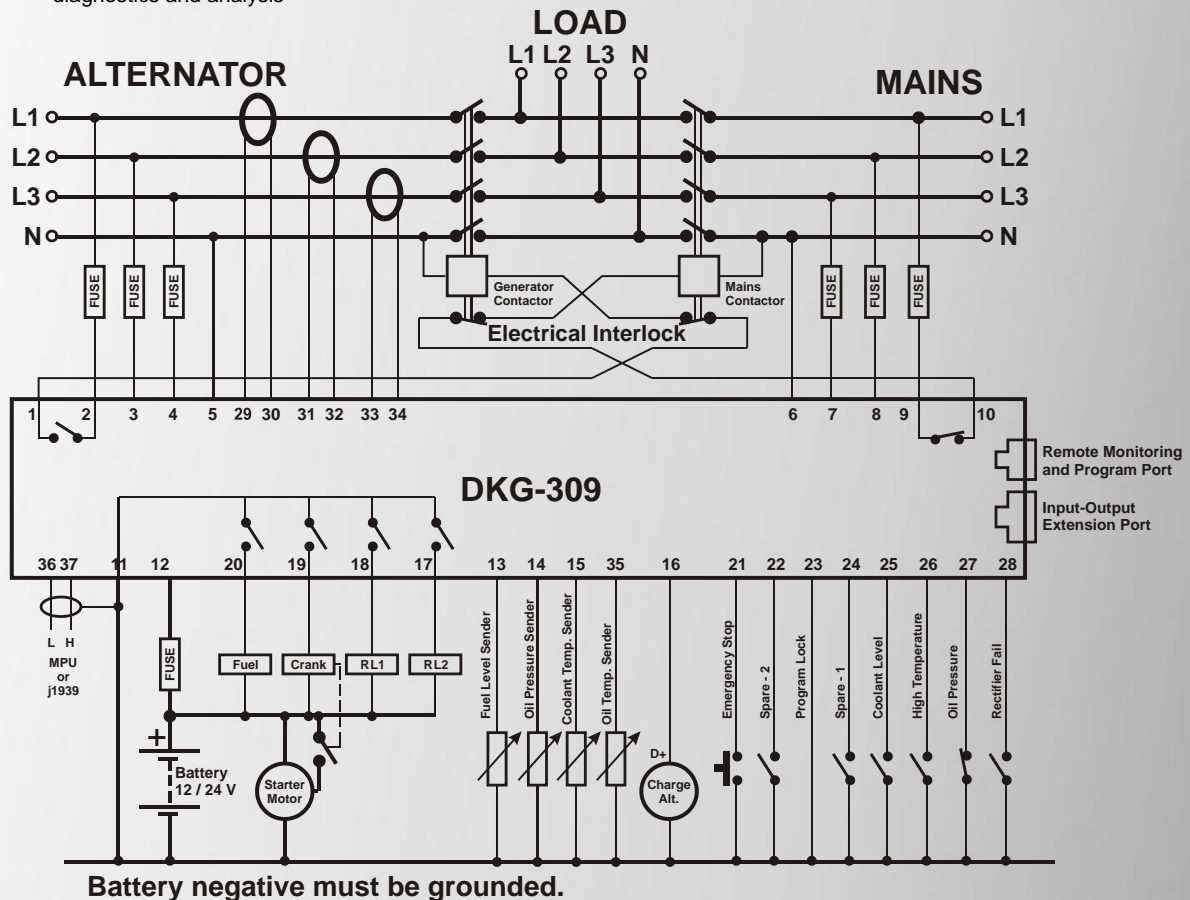 diagnostics and analysis
LOAD
L1 L2 L3 N
ALTERNATOR
MAINS
L1
L2
L3
N
L1
L2
L3
N
FUSE
FUSE
FUSE
Generator
Contactor
Mains
Contactor
FUSE
FUSE
FUSE
Electrical Interlock
1 2 3 4 5 29 30 31 32 33 34 6 7 8 9 10
DKG-309
Remote Monitoring
and Program Port
Input-Output
Extension Port
36 37 11 12 20 19 18 17 13 14 15 35 16 21 22 23 24 25 26 27 28
L H
MPU
or
j1939
FUSE
Fuel
Crank
RL1
RL2
Fuel Level Sender
Oil Pressure Sender
Coolant Temp. Sender
Oil Temp. Sender
Emergency Stop
Spare - 2
Program Lock
Spare - 1
Coolant Level
High Temperature
Oil Pressure
Rectifier Fail
+
Battery
12 / 24 V
Starter
Motor
D+
Charge
Alt.
Battery negative must be grounded.